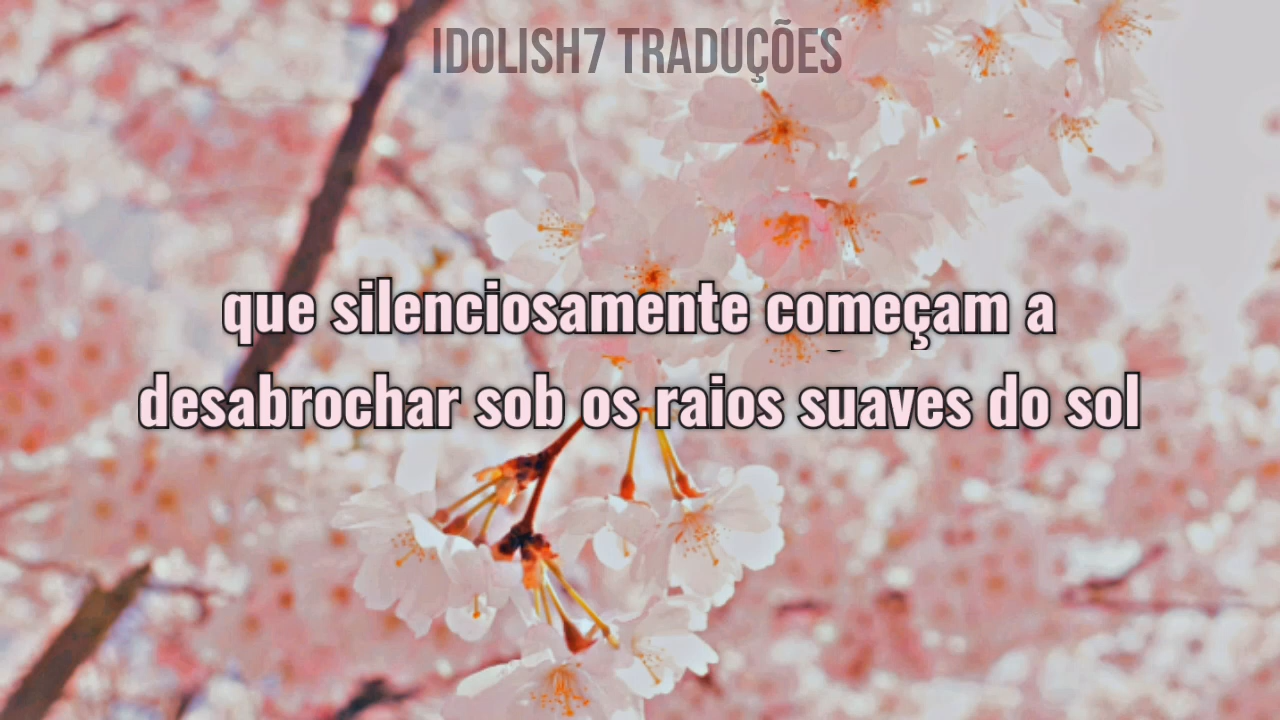 IDOLISH7 TRADUÇÕES
que silenciosamente começam a
desabrochar sob os raios suaves do sol